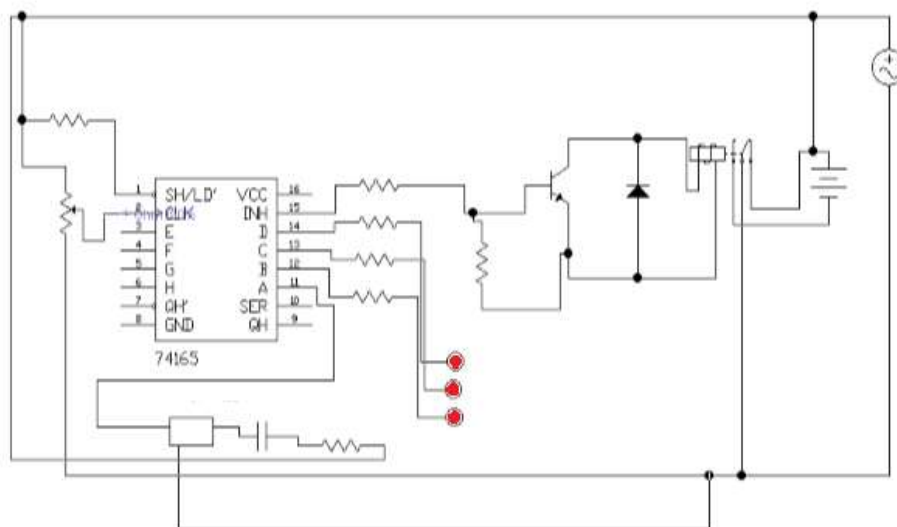 1 SH/LD' VCC 16
2 CLK INH 15
3 E D 14
4 F C 13
5 G B 12
6 H A 11
7 QH' SER 10
8 GND QH 9
74165